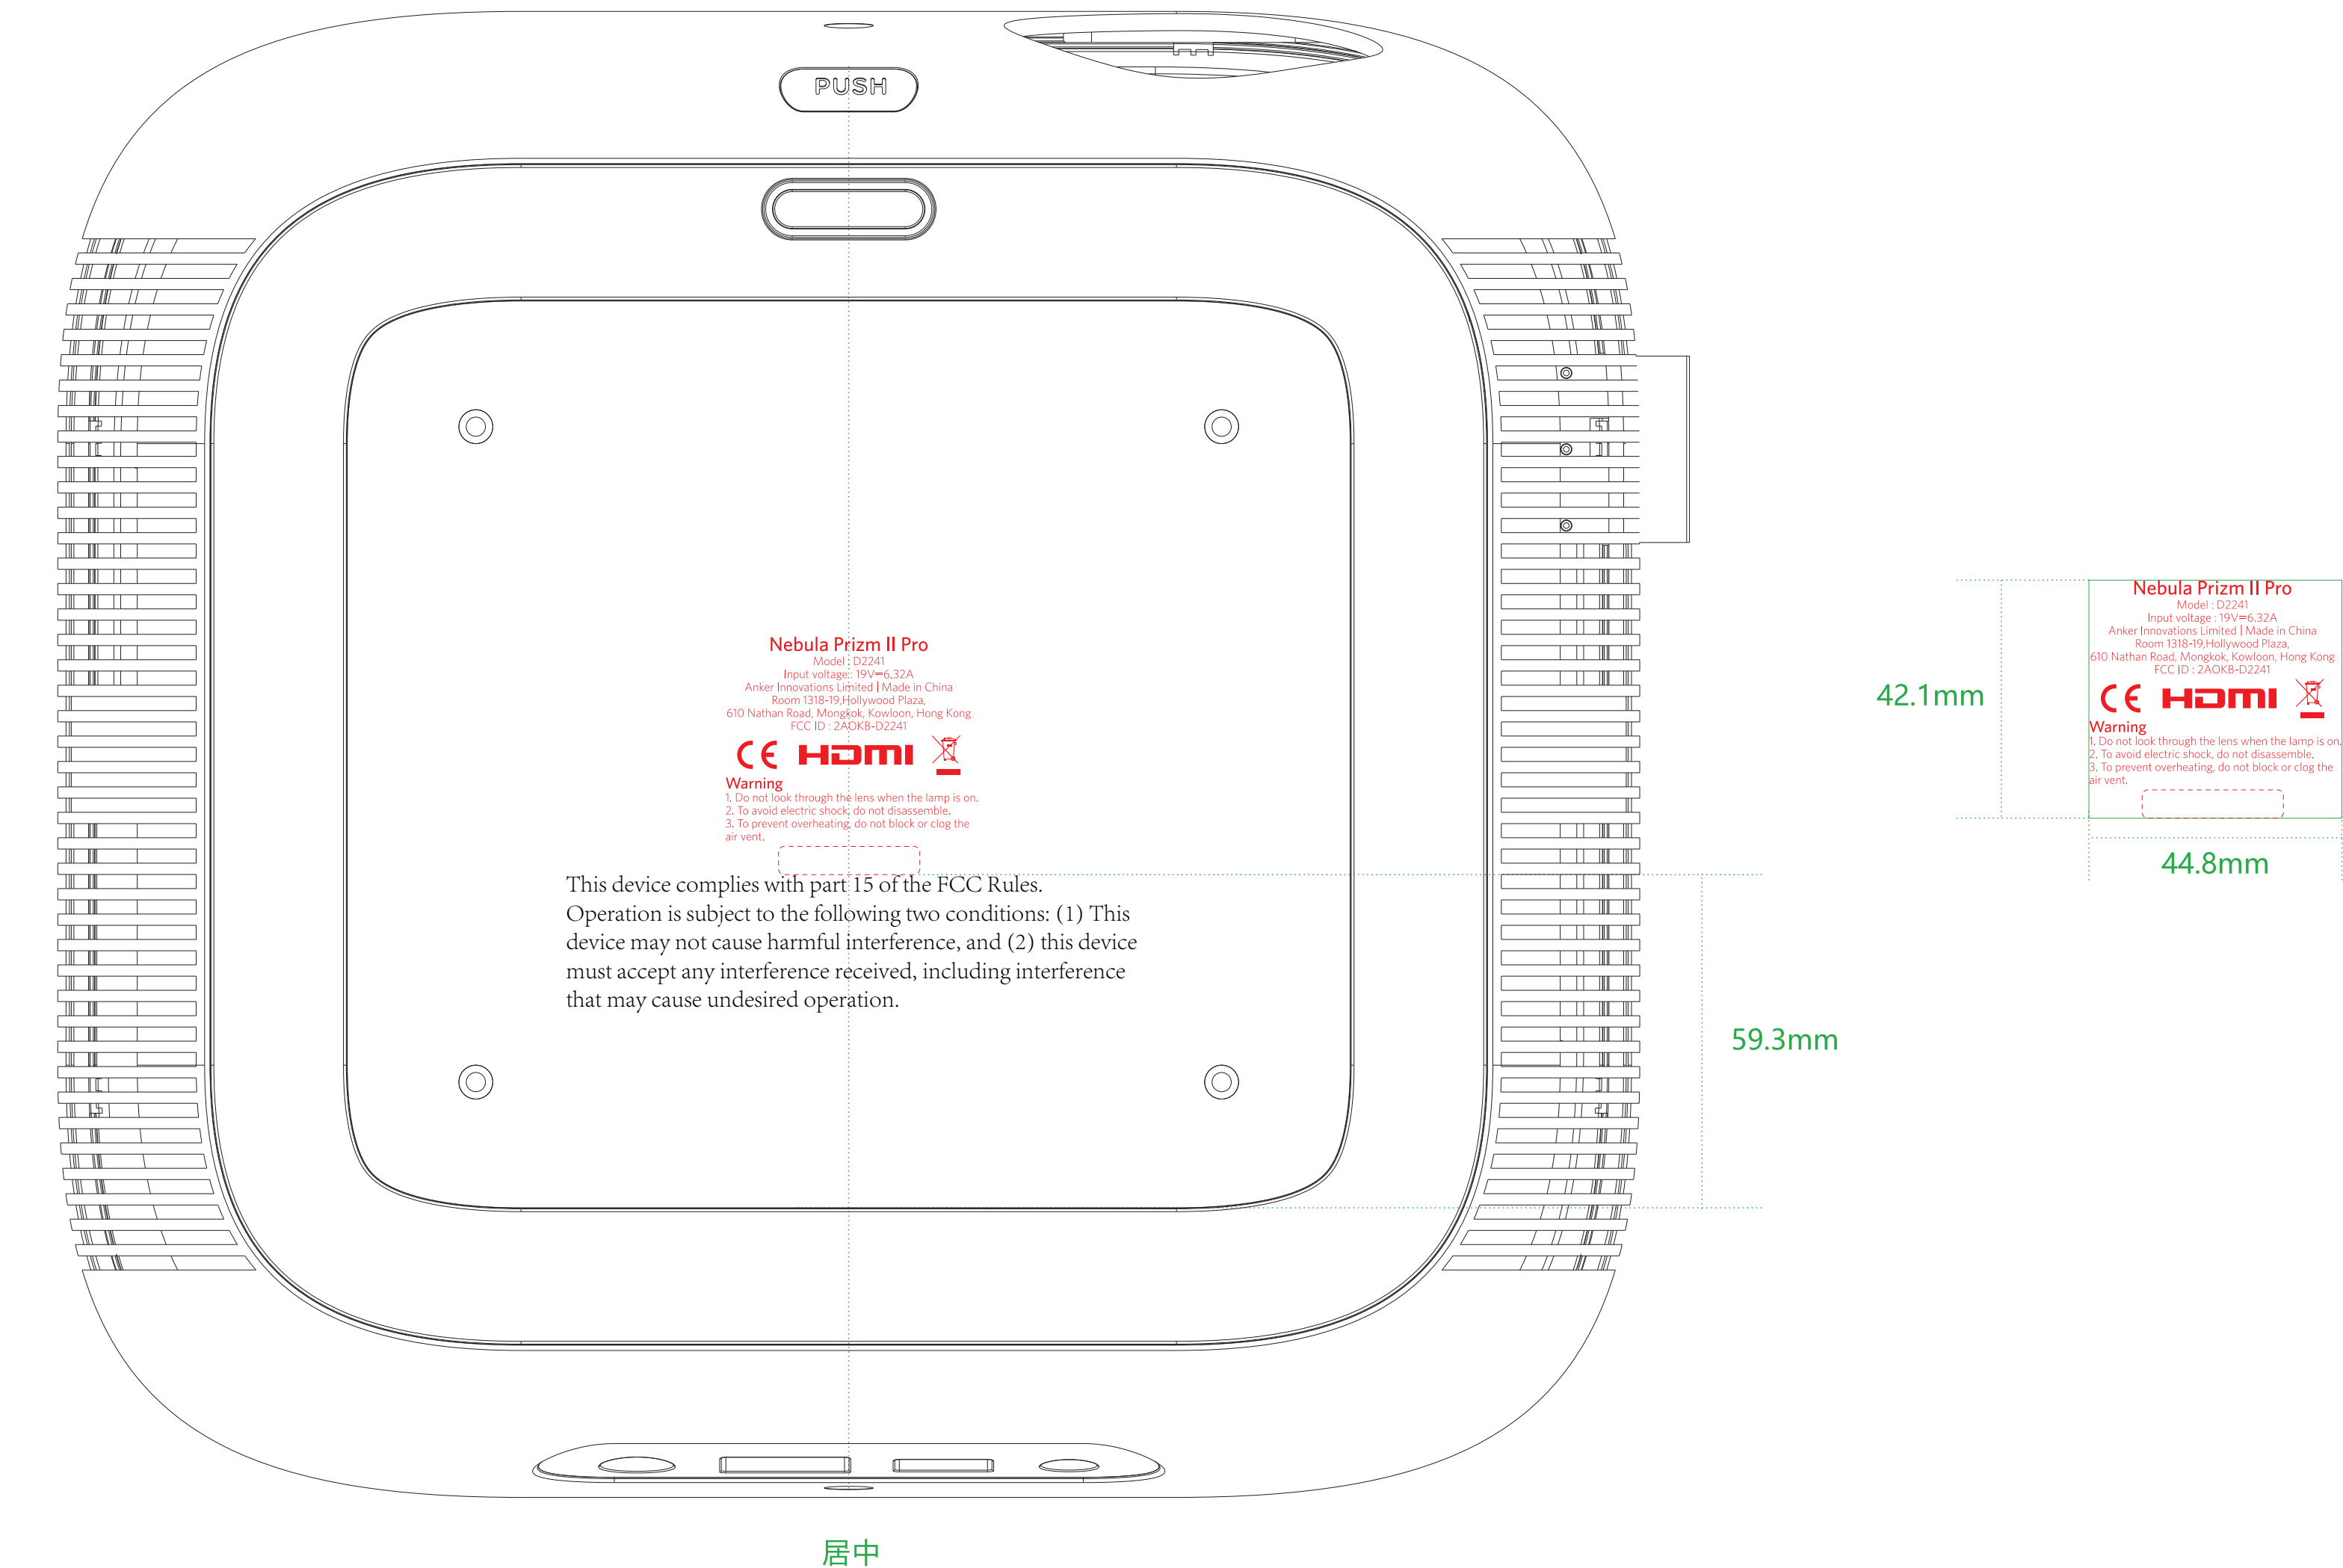 PUSH
Nebula Prizm II Pro
Model : D2241
Input voltage : 19V⎓6.32A
Anker Innovations Limited | Made in China
Room 1318-19,Hollywood Plaza,
610 Nathan Road, Mongkok, Kowloon, Hong Kong
FCC ID : 2AOKB-D2241
CE HDMI
Warning
1. Do not look through the lens when the lamp is on.
2. To avoid electric shock, do not disassemble.
3. To prevent overheating, do not block or clog the
air vent.
This device complies with part 15 of the FCC Rules.
Operation is subject to the following two conditions: (1) This
device may not cause harmful interference, and (2) this device
must accept any interference received, including interference
that may cause undesired operation.
59.3mm
居中
Nebula Prizm II Pro
Model : D2241
Input voltage : 19V⎓6.32A
Anker Innovations Limited | Made in China
Room 1318-19,Hollywood Plaza,
610 Nathan Road, Mongkok, Kowloon, Hong Kong
FCC ID : 2AOKB-D2241
CE HDMI
Warning
1. Do not look through the lens when the lamp is on.
2. To avoid electric shock, do not disassemble.
3. To prevent overheating, do not block or clog the
air vent.
42.1mm
44.8mm